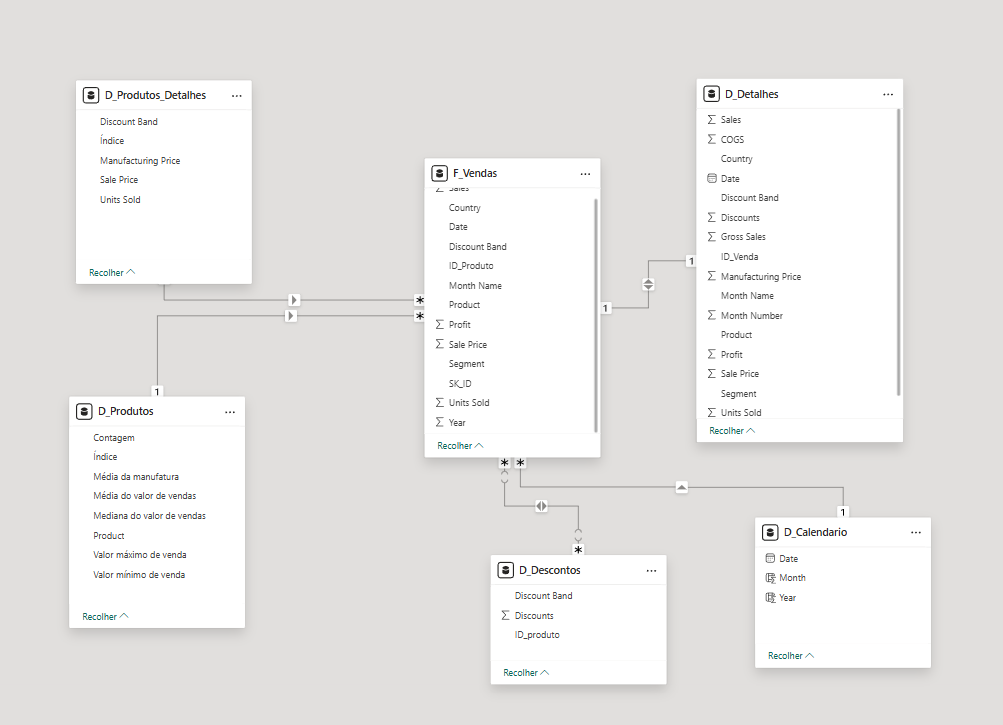 D_Produtos_Detalhes
Discount Band
Índice
Manufacturing Price
Sale Price
Units Sold
Recolher
D_Produtos
Contagem
Índice
Média da manufatura
Média do valor de vendas
Mediana do valor de vendas
Product
Valor máximo de venda
Valor mínimo de venda
Recolher
F_Vendas
Sales
Country
Date
Discount Band
ID_Produto
Month Name
Product
Profit
Sale Price
Segment
SK_ID
Units Sold
Year
Recolher
D_Detalhes
Sales
COGS
Country
Date
Discount Band
Discounts
Gross Sales
ID_Venda
Manufacturing Price
Month Name
Month Number
Product
Profit
Sale Price
Segment
Units Sold
Recolher
D_Descontos
Discount Band
Discounts
ID_produto
Recolher
D_Calendario
Date
Month
Year
Recolher
*
*
1
1
1
*
*
*
1